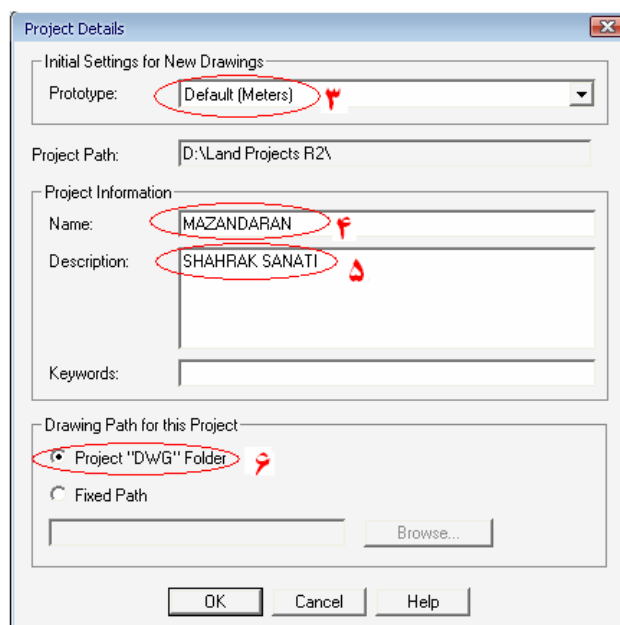 Project Details
Initial Settings for New Drawings
Prototype: Default (Meters) ۳
Project Path: D:\Land Projects R2\
Project Information
Name: MAZANDARAN ۴
Description: SHAHRAK SANATI ۵
Keywords:
Drawing Path for this Project
Project "DWG" Folder ۶
Fixed Path
Browse...
OK Cancel Help